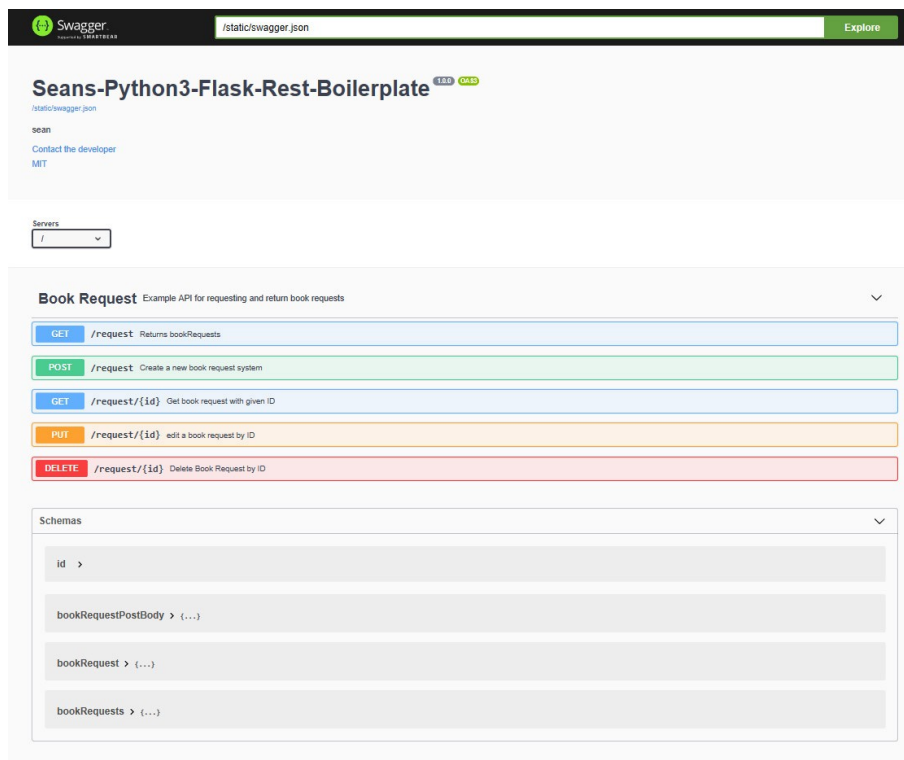 Swagger
Supported by SMARTBEAR
/static/swagger.json
Explore
Seans-Python3-Flask-Rest-Boilerplate 1.0.0 OAS3
/static/swagger.json
sean
Contact the developer
MIT
Servers
/
Book Request Example API for requesting and return book requests
GET /request Returns bookRequests
POST /request Create a new book request system
GET /request/{id} Get book request with given ID
PUT /request/{id} edit a book request by ID
DELETE /request/{id} Delete Book Request by ID
Schemas
id >
bookRequestPostBody > {...}
bookRequest > {...}
bookRequests > {...}